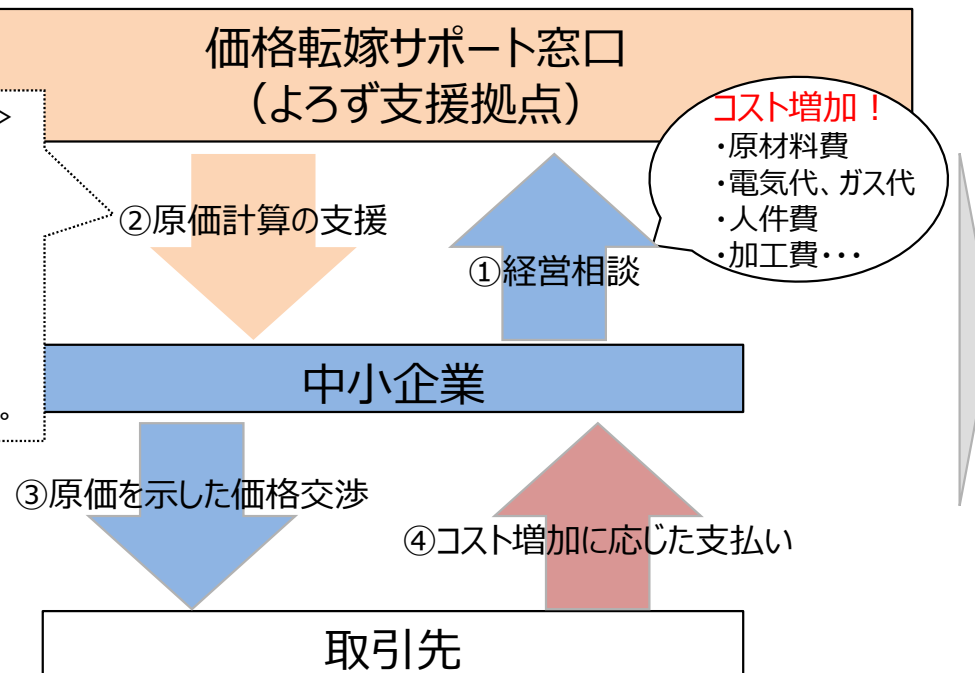 価格転嫁サポート窓口
（よろず支援拠点）
コスト増加！
・原材料費
・電気代、ガス代
・人件費
・加工費・・・
>
②原価計算の支援
①経営相談
中小企業
。
③原価を示した価格交渉
④コスト増加に応じた支払い
取引先